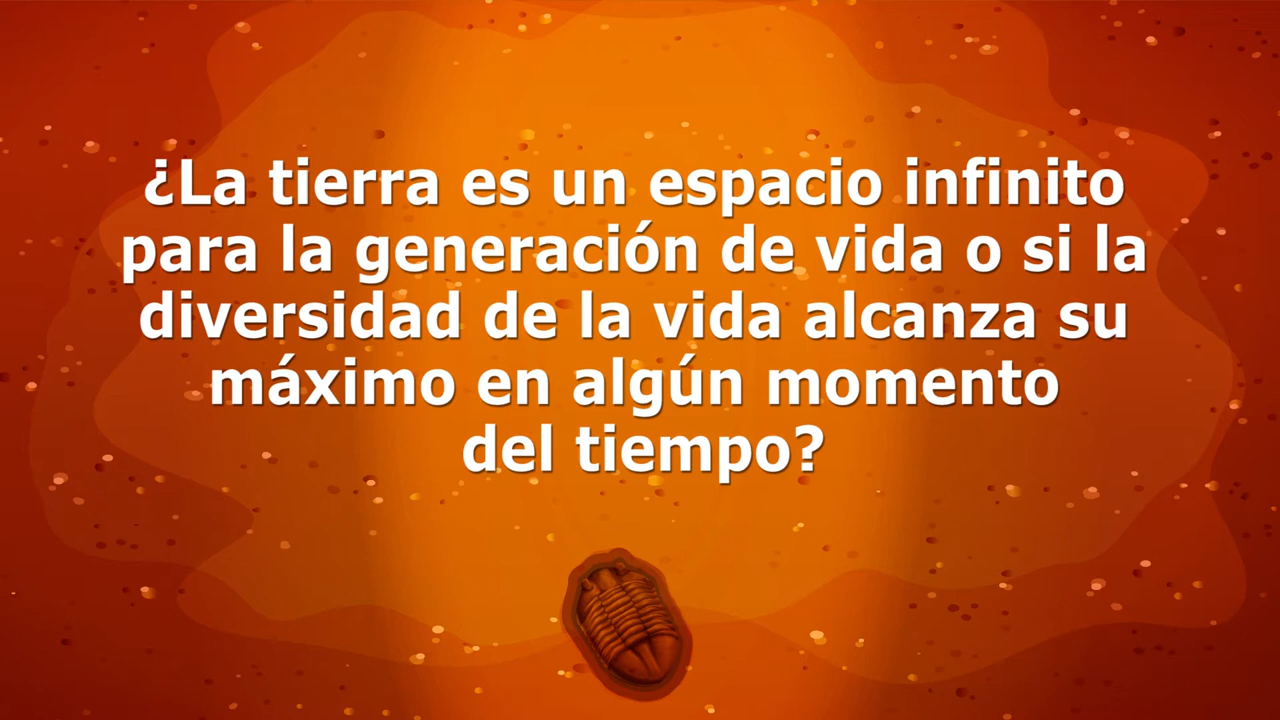 ¿La tierra es un espacio infinito
para la generación de vida o si la
diversidad de la vida alcanza su
máximo en algún momento
del tiempo?